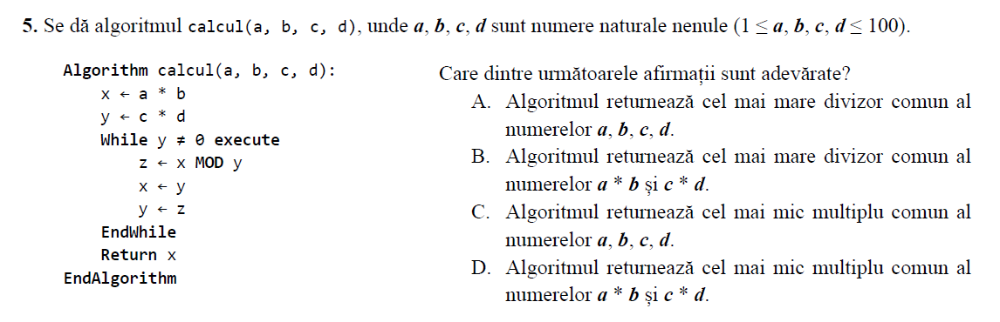 5. Se dă algoritmul calcul(a, b, c, d), unde a, b, c, d sunt numere naturale nenule (1 ≤ a, b, c, d ≤ 100).
Algorithm calcul(a, b, c, d):
x ← a * b
y ← c * d
While y ≠ 0 execute
z ← x MOD y
x ← y
y ← z
EndWhile
Return x
EndAlgorithm
Care dintre următoarele afirmații sunt adevărate?
A. Algoritmul returnează cel mai mare divizor comun al
numerelor a, b, c, d.
B. Algoritmul returnează cel mai mare divizor comun al
numerelor a * b și c * d.
C. Algoritmul returnează cel mai mic multiplu comun al
numerelor a, b, c, d.
D. Algoritmul returnează cel mai mic multiplu comun al
numerelor a * b și c * d.